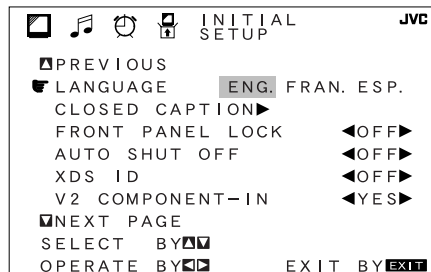 INITIAL SETUP
JVC
PREVIOUS
LANGUAGE ENG. FRAN. ESP.
CLOSED CAPTION
FRONT PANEL LOCK OFF
AUTO SHUT OFF OFF
XDS ID OFF
V2 COMPONENT-IN YES
NEXT PAGE
SELECT BY
OPERATE BY EXIT BY EXIT